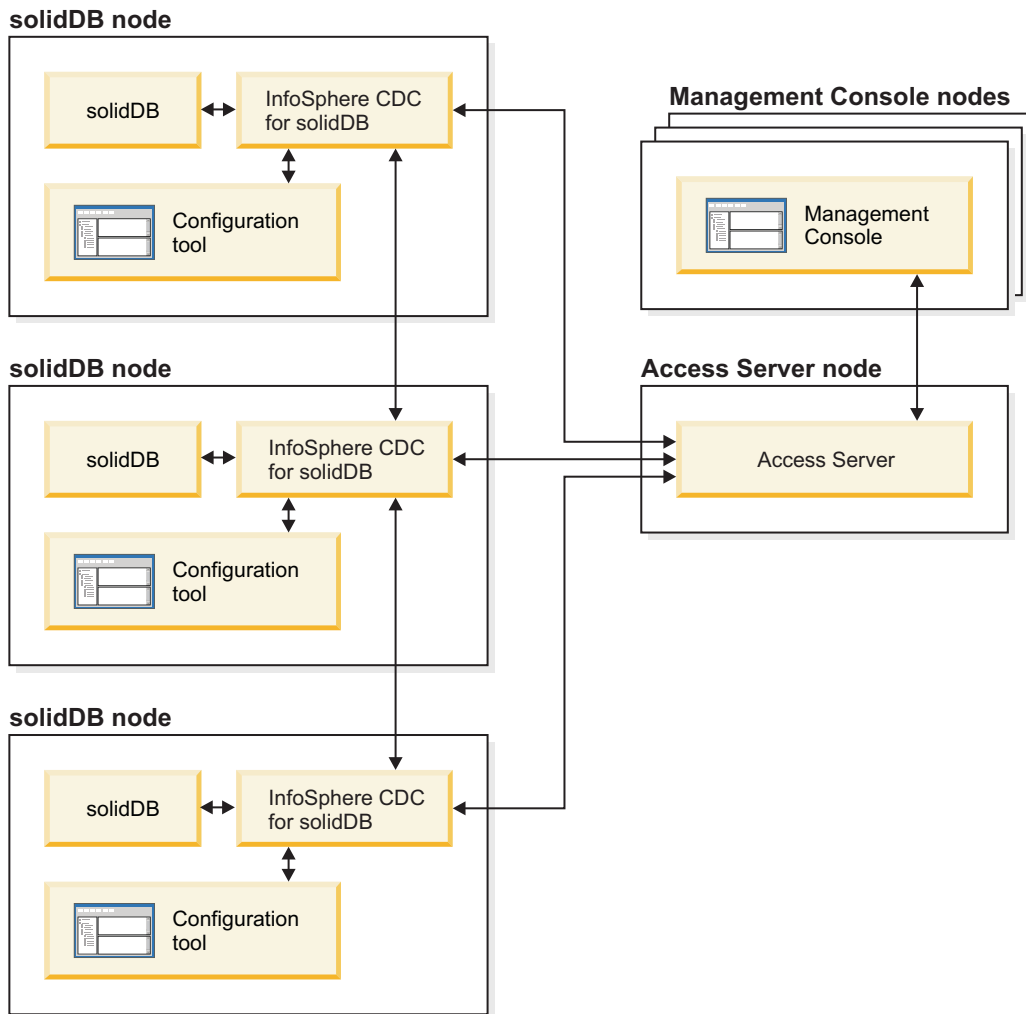 solidDB node
solidDB
InfoSphere CDC
for solidDB
Configuration
tool
Management Console nodes
Management
Console
solidDB node
solidDB
InfoSphere CDC
for solidDB
Configuration
tool
Access Server node
Access Server
solidDB node
solidDB
InfoSphere CDC
for solidDB
Configuration
tool